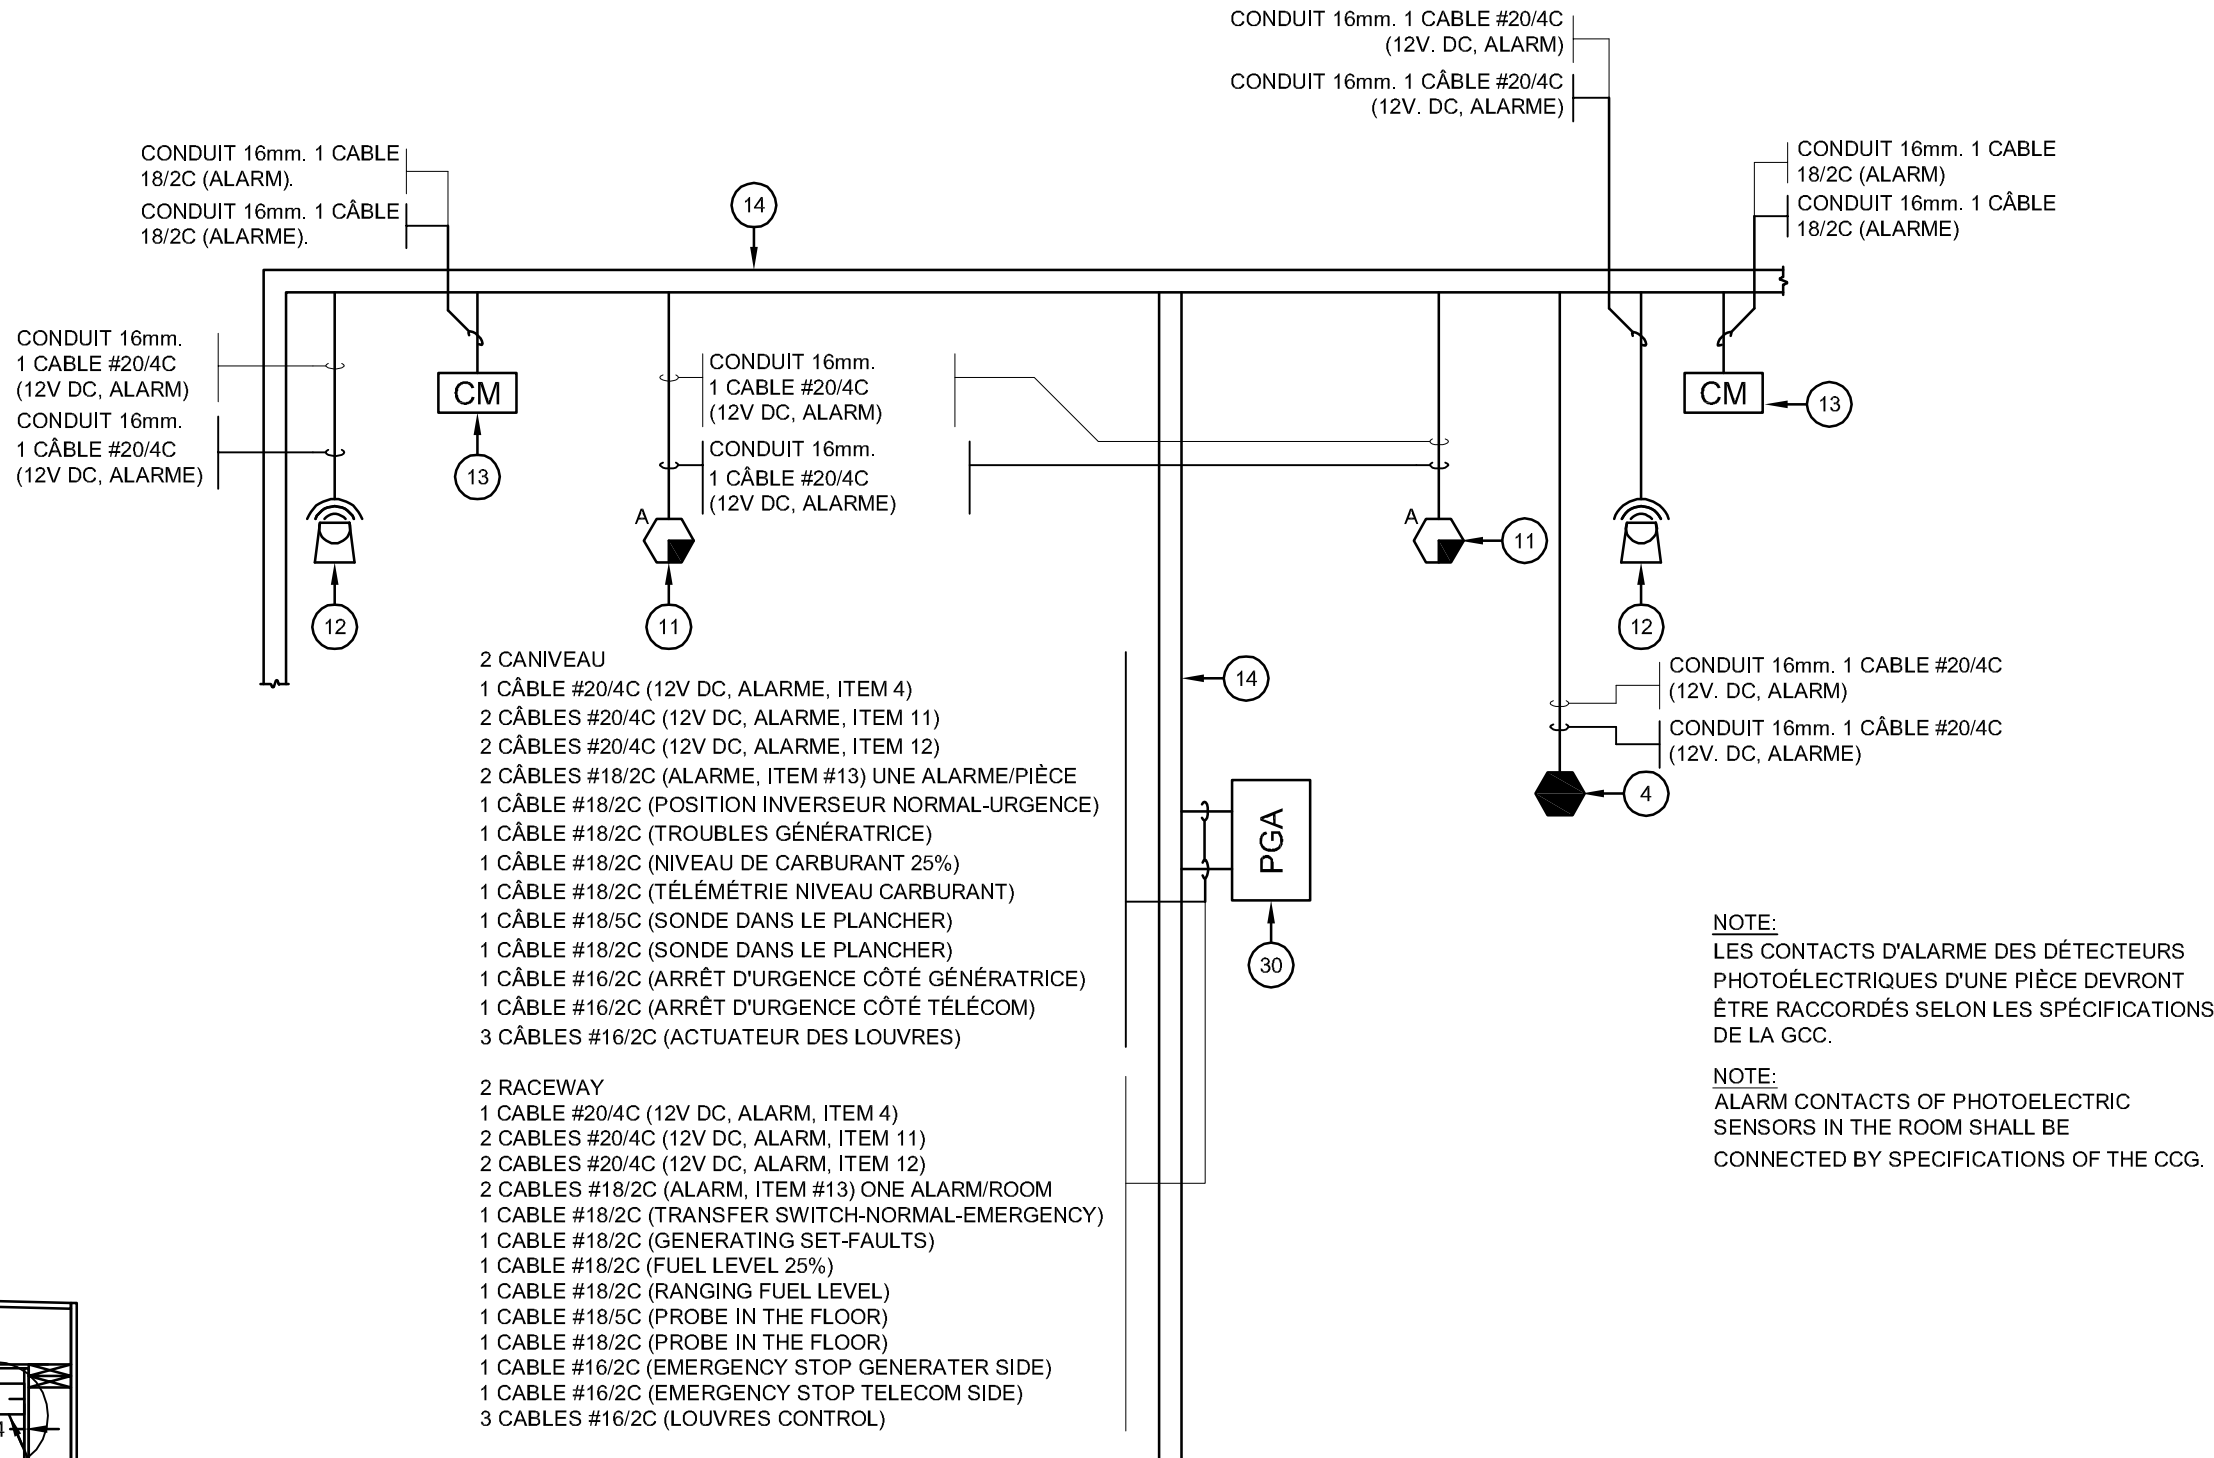 CONDUIT 16mm. 1 CABLE #20/4C
(12V. DC, ALARM)
CONDUIT 16mm. 1 CÂBLE #20/4C
(12V. DC, ALARME)
CONDUIT 16mm. 1 CABLE
18/2C (ALARM).
CONDUIT 16mm. 1 CÂBLE
18/2C (ALARME).
14
CONDUIT 16mm. 1 CABLE
18/2C (ALARM)
CONDUIT 16mm. 1 CÂBLE
18/2C (ALARME)
CONDUIT 16mm.
1 CABLE #20/4C
(12V DC, ALARM)
CONDUIT 16mm.
1 CÂBLE #20/4C
(12V DC, ALARME)
CM
13
CONDUIT 16mm.
1 CABLE #20/4C
(12V DC, ALARM)
CONDUIT 16mm.
1 CÂBLE #20/4C
(12V DC, ALARME)
CM
13
A
A
11
12
11
12
2 CANIVEAU
1 CÂBLE #20/4C (12V DC, ALARME, ITEM 4)
2 CÂBLES #20/4C (12V DC, ALARME, ITEM 11)
2 CÂBLES #20/4C (12V DC, ALARME, ITEM 12)
2 CÂBLES #18/2C (ALARME, ITEM #13) UNE ALARME/PIÈCE
1 CÂBLE #18/2C (POSITION INVERSEUR NORMAL-URGENCE)
1 CÂBLE #18/2C (TROUBLES GÉNÉRATRICE)
1 CÂBLE #18/2C (NIVEAU DE CARBURANT 25%)
1 CÂBLE #18/2C (TÉLÉMÉTRIE NIVEAU CARBURANT)
1 CÂBLE #18/5C (SONDE DANS LE PLANCHER)
1 CÂBLE #18/2C (SONDE DANS LE PLANCHER)
1 CÂBLE #16/2C (ARRÊT D'URGENCE CÔTÉ GÉNÉRATRICE)
1 CÂBLE #16/2C (ARRÊT D'URGENCE CÔTÉ TÉLÉCOM)
3 CÂBLES #16/2C (ACTUATEUR DES LOUVRES)
14
CONDUIT 16mm. 1 CABLE #20/4C
(12V. DC, ALARM)
CONDUIT 16mm. 1 CÂBLE #20/4C
(12V. DC, ALARME)
4
PGA
30
2 RACEWAY
1 CABLE #20/4C (12V DC, ALARM, ITEM 4)
2 CABLES #20/4C (12V DC, ALARM, ITEM 11)
2 CABLES #20/4C (12V DC, ALARM, ITEM 12)
2 CABLES #18/2C (ALARM, ITEM #13) ONE ALARM/ROOM
1 CABLE #18/2C (TRANSFER SWITCH-NORMAL-EMERGENCY)
1 CABLE #18/2C (GENERATING SET-FAULTS)
1 CABLE #18/2C (FUEL LEVEL 25%)
1 CABLE #18/2C (RANGING FUEL LEVEL)
1 CABLE #18/5C (PROBE IN THE FLOOR)
1 CABLE #18/2C (PROBE IN THE FLOOR)
1 CABLE #16/2C (EMERGENCY STOP GENERATER SIDE)
1 CABLE #16/2C (EMERGENCY STOP TELECOM SIDE)
3 CABLES #16/2C (LOUVRES CONTROL)
NOTE:
LES CONTACTS D'ALARME DES DÉTECTEURS
PHOTOÉLECTRIQUES D'UNE PIÈCE DEVRONT
ÊTRE RACCORDÉS SELON LES SPÉCIFICATIONS
DE LA GCC.
NOTE:
ALARM CONTACTS OF PHOTOELECTRIC
SENSORS IN THE ROOM SHALL BE
CONNECTED BY SPECIFICATIONS OF THE CCG.